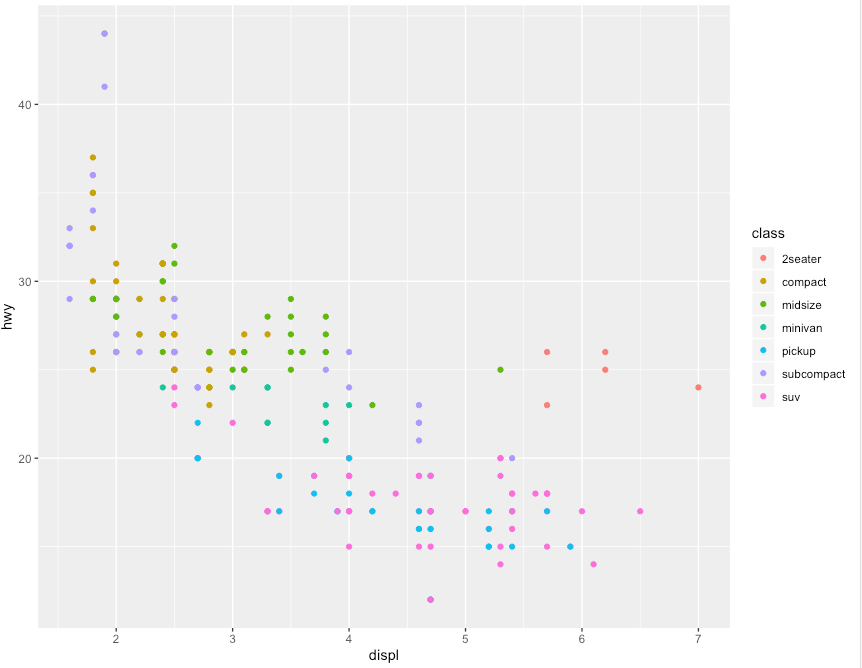 40
30
20
hwy
2 3 4 5 6 7
displ
class
2seater
compact
midsize
minivan
pickup
subcompact
suv